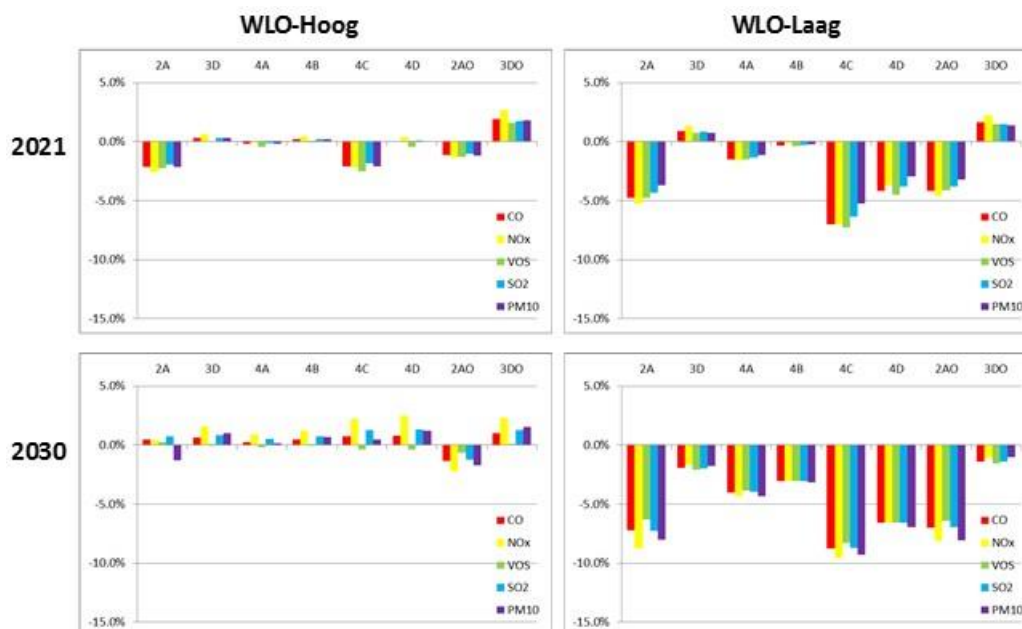 WLO-Hoog WLO-Laag
2021
2A 3D 4A 4B 4C 4D 2AO 3DO
5.0%
0.0%
-5.0%
-10.0%
-15.0%
CO
NOx
VOS
SO2
PM10
2A 3D 4A 4B 4C 4D 2AO 3DO
5.0%
0.0%
-5.0%
-10.0%
-15.0%
CO
NOx
VOS
SO2
PM10
2030
2A 3D 4A 4B 4C 4D 2AO 3DO
5.0%
0.0%
-5.0%
-10.0%
-15.0%
CO
NOx
VOS
SO2
PM10
2A 3D 4A 4B 4C 4D 2AO 3DO
5.0%
0.0%
-5.0%
-10.0%
-15.0%
CO
NOx
VOS
SO2
PM10